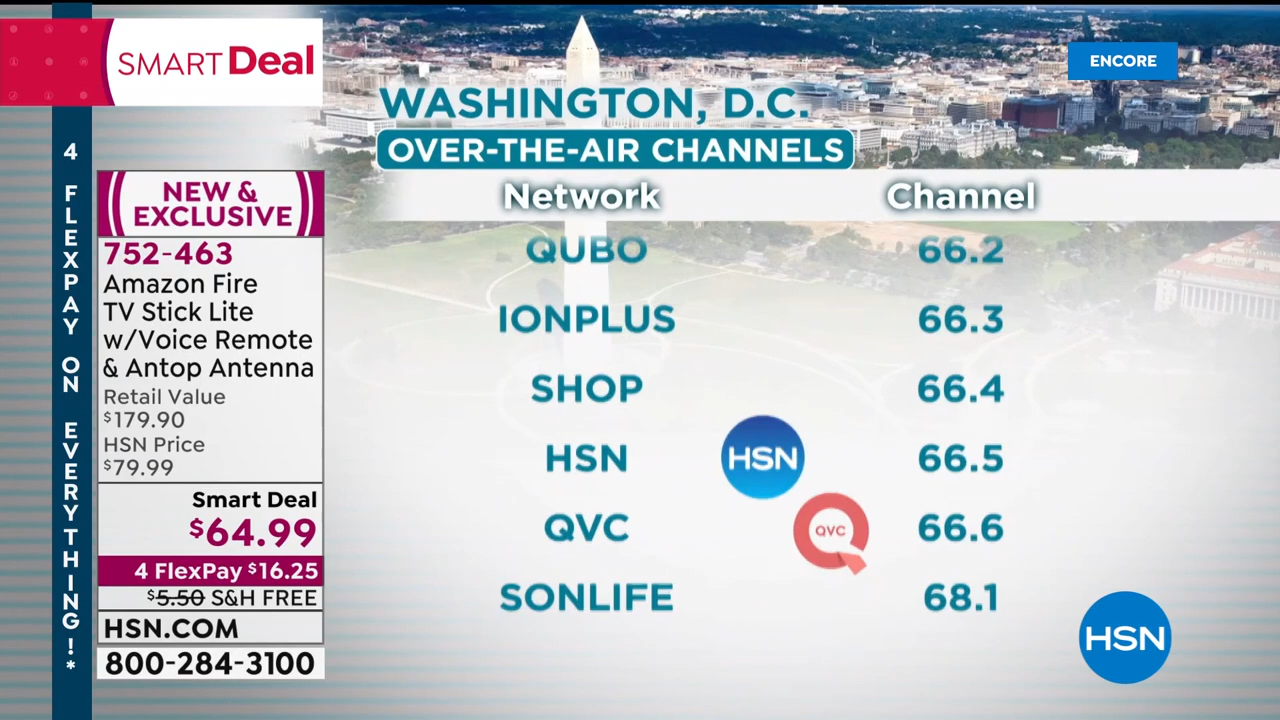 SMART Deal
ENCORE
4 FLEXPAY ON EVERYTHING!*
NEW &
EXCLUSIVE
752-463
Amazon Fire
TV Stick Lite
w/Voice Remote
& Antop Antenna
Retail Value
$179.90
HSN Price
$79.99
Smart Deal
$64.99
4 FlexPay $16.25
$5.50 S&H FREE
HSN.COM
800-284-3100
WASHINGTON, D.C.
OVER-THE-AIR CHANNELS
Network Channel
QUBO 66.2
IONPLUS 66.3
SHOP 66.4
HSN HSN 66.5
QVC QVC 66.6
SONLIFE 68.1
HSN